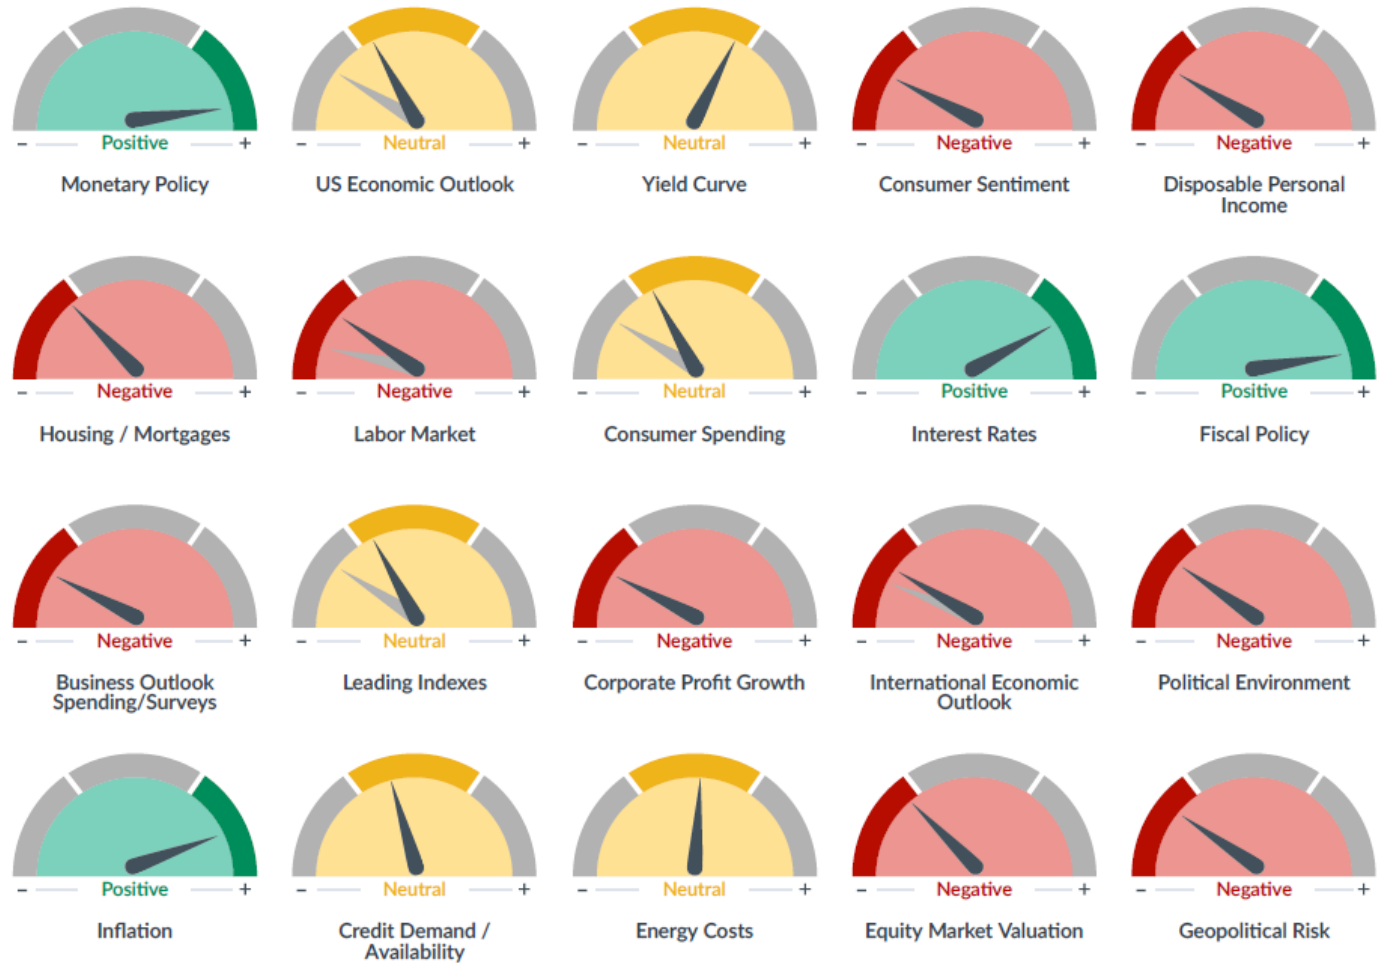 - Positive +
Monetary Policy
- Neutral +
US Economic Outlook
- Neutral +
Yield Curve
- Negative +
Consumer Sentiment
- Negative +
Disposable Personal
Income
- Negative +
Housing / Mortgages
- Negative +
Labor Market
- Neutral +
Consumer Spending
- Positive +
Interest Rates
- Positive +
Fiscal Policy
- Negative +
Business Outlook
Spending/Surveys
- Neutral +
Leading Indexes
- Negative +
Corporate Profit Growth
- Negative +
International Economic
Outlook
- Negative +
Political Environment
- Positive +
Inflation
- Neutral +
Credit Demand /
Availability
- Neutral +
Energy Costs
- Negative +
Equity Market Valuation
- Negative +
Geopolitical Risk